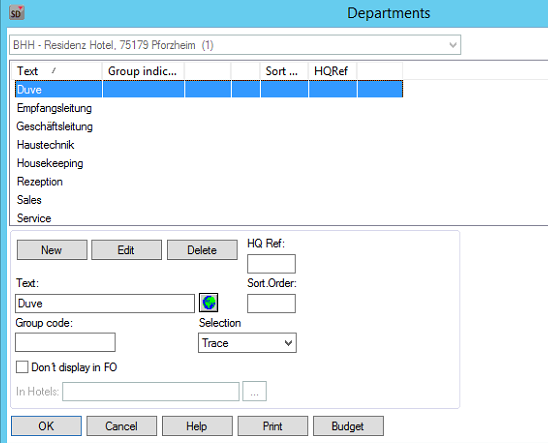 SD
Departments
BHH - Residenz Hotel, 75179 Pforzheim (1)
Text Group indic... Sort ... HQRef
Duve
Empfangsleitung
Geschäftsleitung
Haustechnik
Housekeeping
Rezeption
Sales
Service
New Edit Delete HQ Ref:
Text: Sort.Order:
Duve
Group code: Selection
Trace
Don't display in FO
In Hotels: ...
OK Cancel Help Print Budget